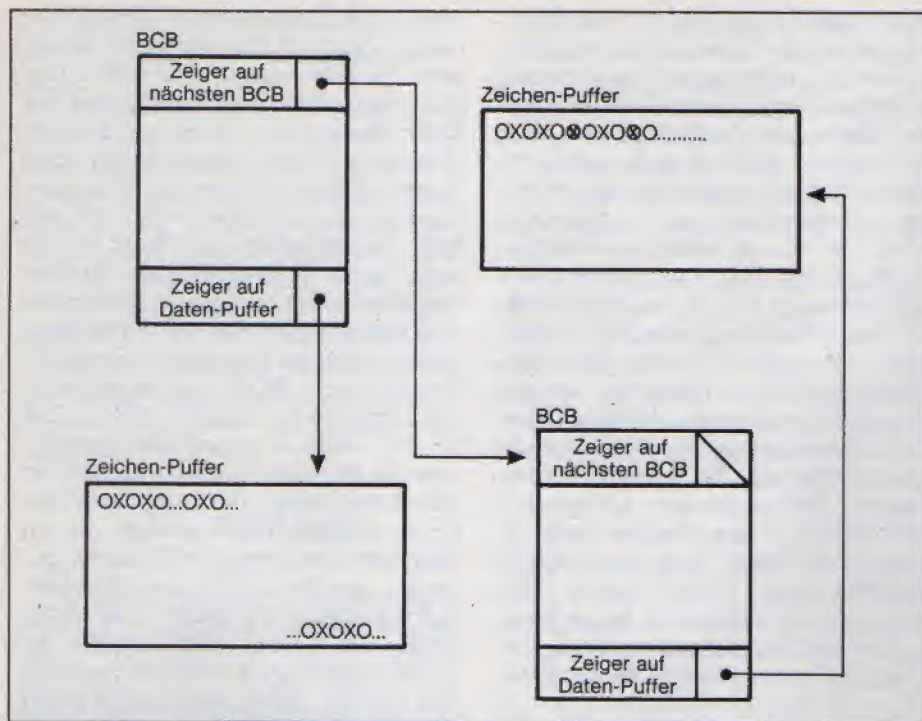 BCB
Zeiger auf
nächsten BCB
Zeiger auf
Daten-Puffer
Zeichen-Puffer
OXOXO⊗OXO⊗O..........
Zeichen-Puffer
OXOXO...OXO...
...OXOXO...
BCB
Zeiger auf
nächsten BCB
Zeiger auf
Daten-Puffer